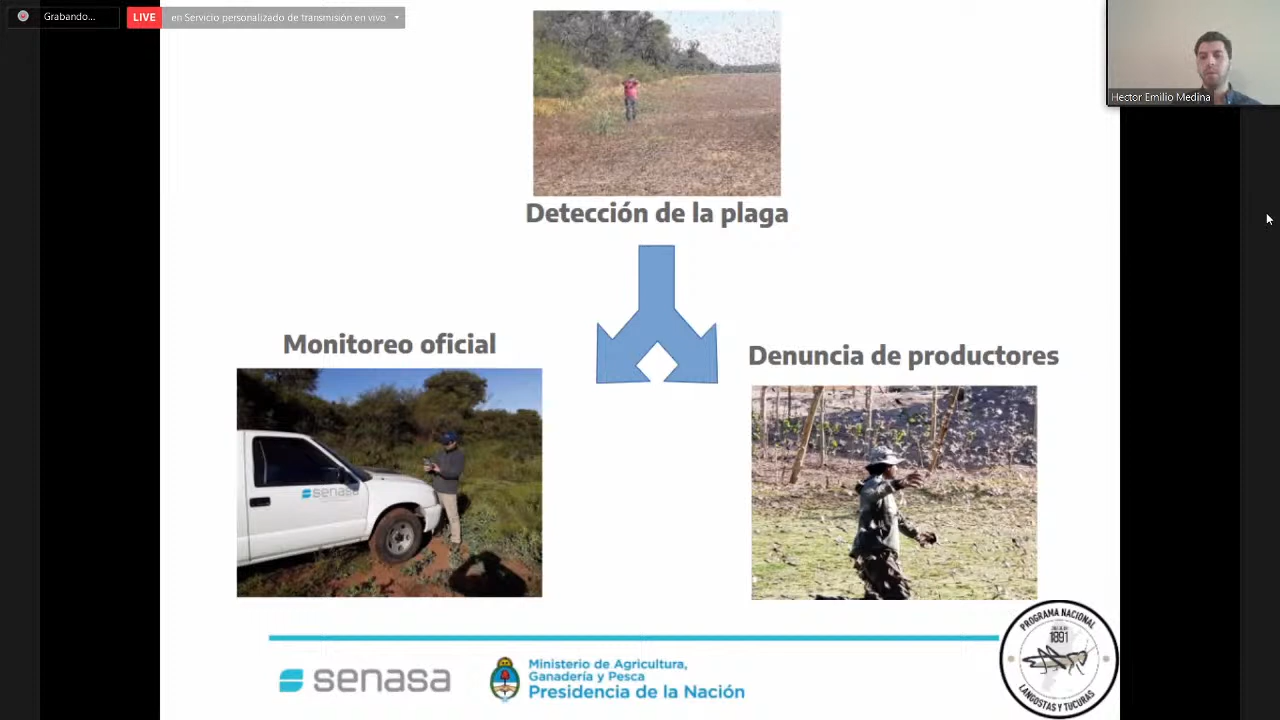 Grabando...
LIVE
en Servicio personalizado de transmisión en vivo
Hector Emilio Medina
Detección de la plaga
Monitoreo oficial
Denuncia de productores
senasa
senasa
Ministerio de Agricultura,
Ganadería y Pesca
Presidencia de la Nación
PROGRAMA NACIONAL
1891
LANGOSTAS Y TUCURAS